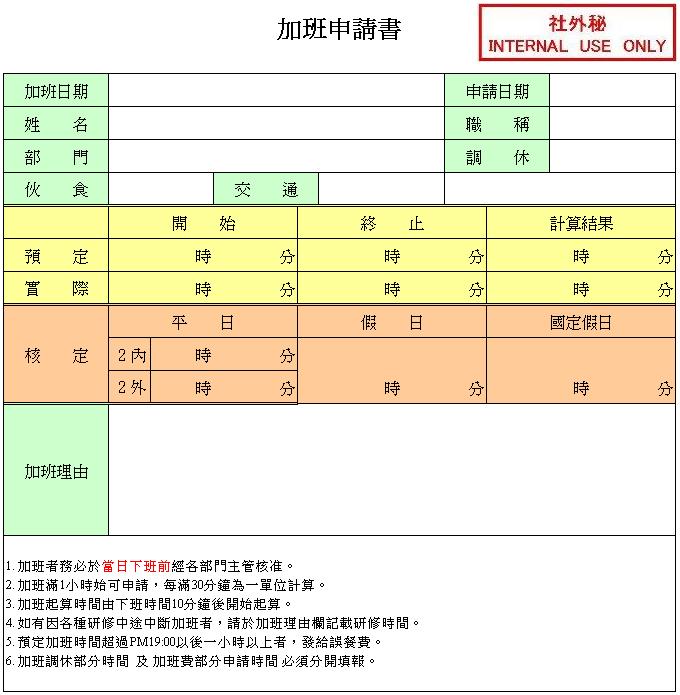 加班申請書
社外秘
INTERNAL USE ONLY
加班日期 申請日期
姓 名 職 稱
部 門 調 休
伙 食 交 通
開 始 終 止 計算結果
預 定 時 分 時 分 時 分
實 際 時 分 時 分 時 分
平 日 假 日 國定假日
核 定 2內 時 分
2外 時 分 時 分 時 分
加班理由
1. 加班者務必於當日下班前經各部門主管核准。
2. 加班滿1小時始可申請，每滿30分鐘為一單位計算。
3. 加班起算時間由下班時間10分鐘後開始起算。
4. 如有因各種研修中途中斷加班者，請於加班理由欄記載研修時間。
5. 預定加班時間超過PM19:00以後一小時以上者，發給誤餐費。
6. 加班調休部分時間 及 加班費部分申請時間 必須分開填報。